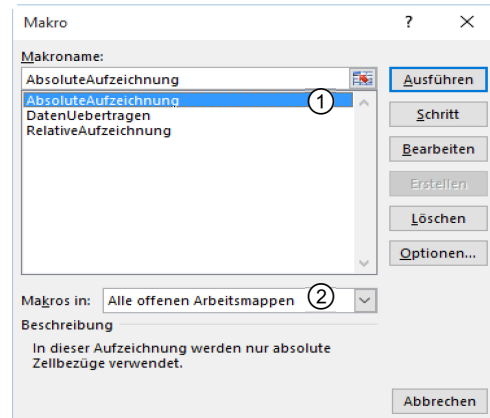 Makro ? ×
Makroname:
AbsoluteAufzeichnung
AbsoluteAufzeichnung ①
DatenUebertragen
RelativeAufzeichnung
Ausführen
Schritt
Bearbeiten
Erstellen
Löschen
Optionen...
Makros in: Alle offenen Arbeitsmappen ②
Beschreibung
In dieser Aufzeichnung werden nur absolute
Zellbezüge verwendet.
Abbrechen